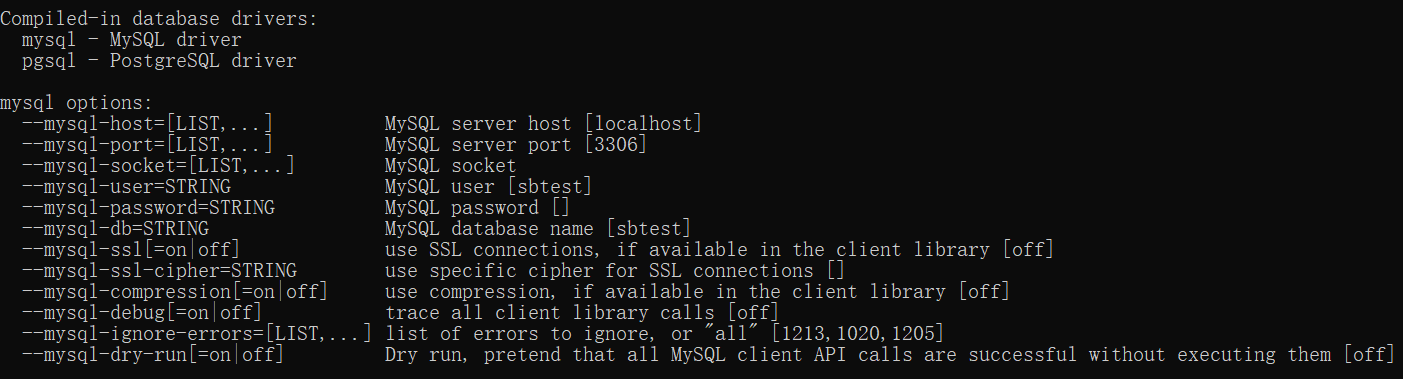 Compiled-in database drivers:
  mysql - MySQL driver
  pgsql - PostgreSQL driver

mysql options:
  --mysql-host=[LIST,...]          MySQL server host [localhost]
  --mysql-port=[LIST,...]          MySQL server port [3306]
  --mysql-socket=[LIST,...]        MySQL socket
  --mysql-user=STRING              MySQL user [sbtest]
  --mysql-password=STRING          MySQL password []
  --mysql-db=STRING                MySQL database name [sbtest]
  --mysql-ssl[=on|off]             use SSL connections, if available in the client library [off]
  --mysql-ssl-cipher=STRING        use specific cipher for SSL connections []
  --mysql-compression[=on|off]     use compression, if available in the client library [off]
  --mysql-debug[=on|off]           trace all client library calls [off]
  --mysql-ignore-errors=[LIST,...] list of errors to ignore, or "all" [1213,1020,1205]
  --mysql-dry-run[=on|off]         Dry run, pretend that all MySQL client API calls are successful without executing them [off]